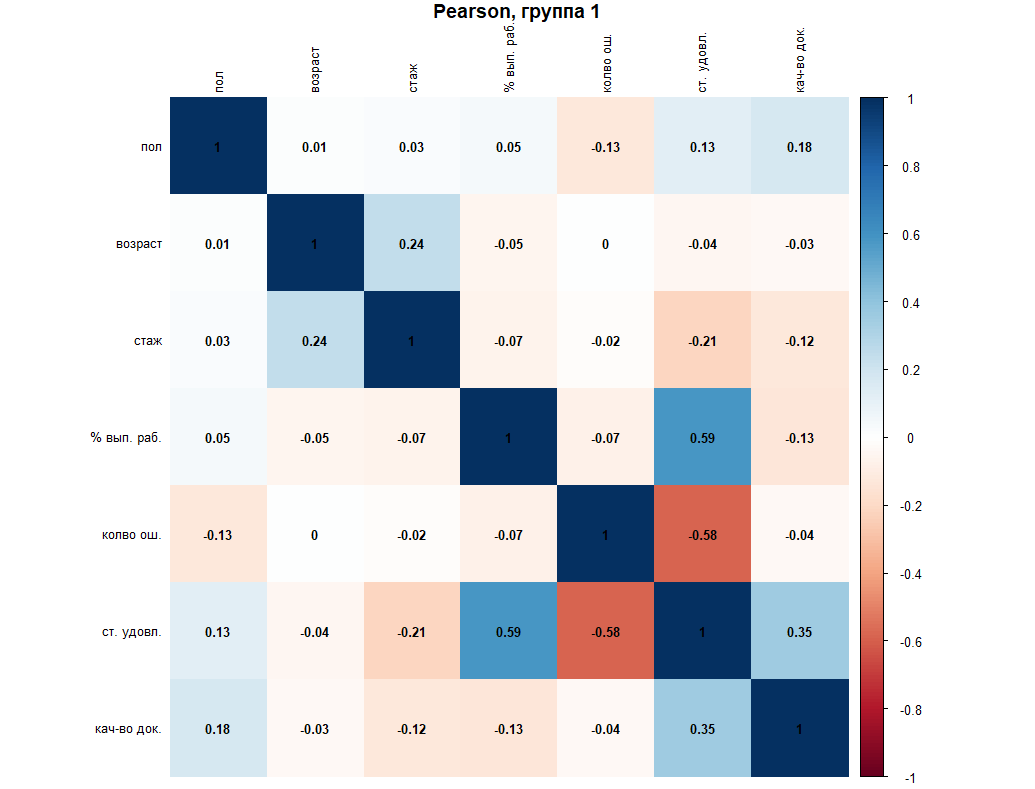 Pearson, группа 1
пол возраст стаж % вып. раб. колво ош. ст. удовл. кач-во док.
пол 1 0.01 0.03 0.05 -0.13 0.13 0.18
возраст 0.01 1 0.24 -0.05 0 -0.04 -0.03
стаж 0.03 0.24 1 -0.07 -0.02 -0.21 -0.12
% вып. раб. 0.05 -0.05 -0.07 1 -0.07 0.59 -0.13
колво ош. -0.13 0 -0.02 -0.07 1 -0.58 -0.04
ст. удовл. 0.13 -0.04 -0.21 0.59 -0.58 1 0.35
кач-во док. 0.18 -0.03 -0.12 -0.13 -0.04 0.35 1
1
0.8
0.6
0.4
0.2
0
-0.2
-0.4
-0.6
-0.8
-1